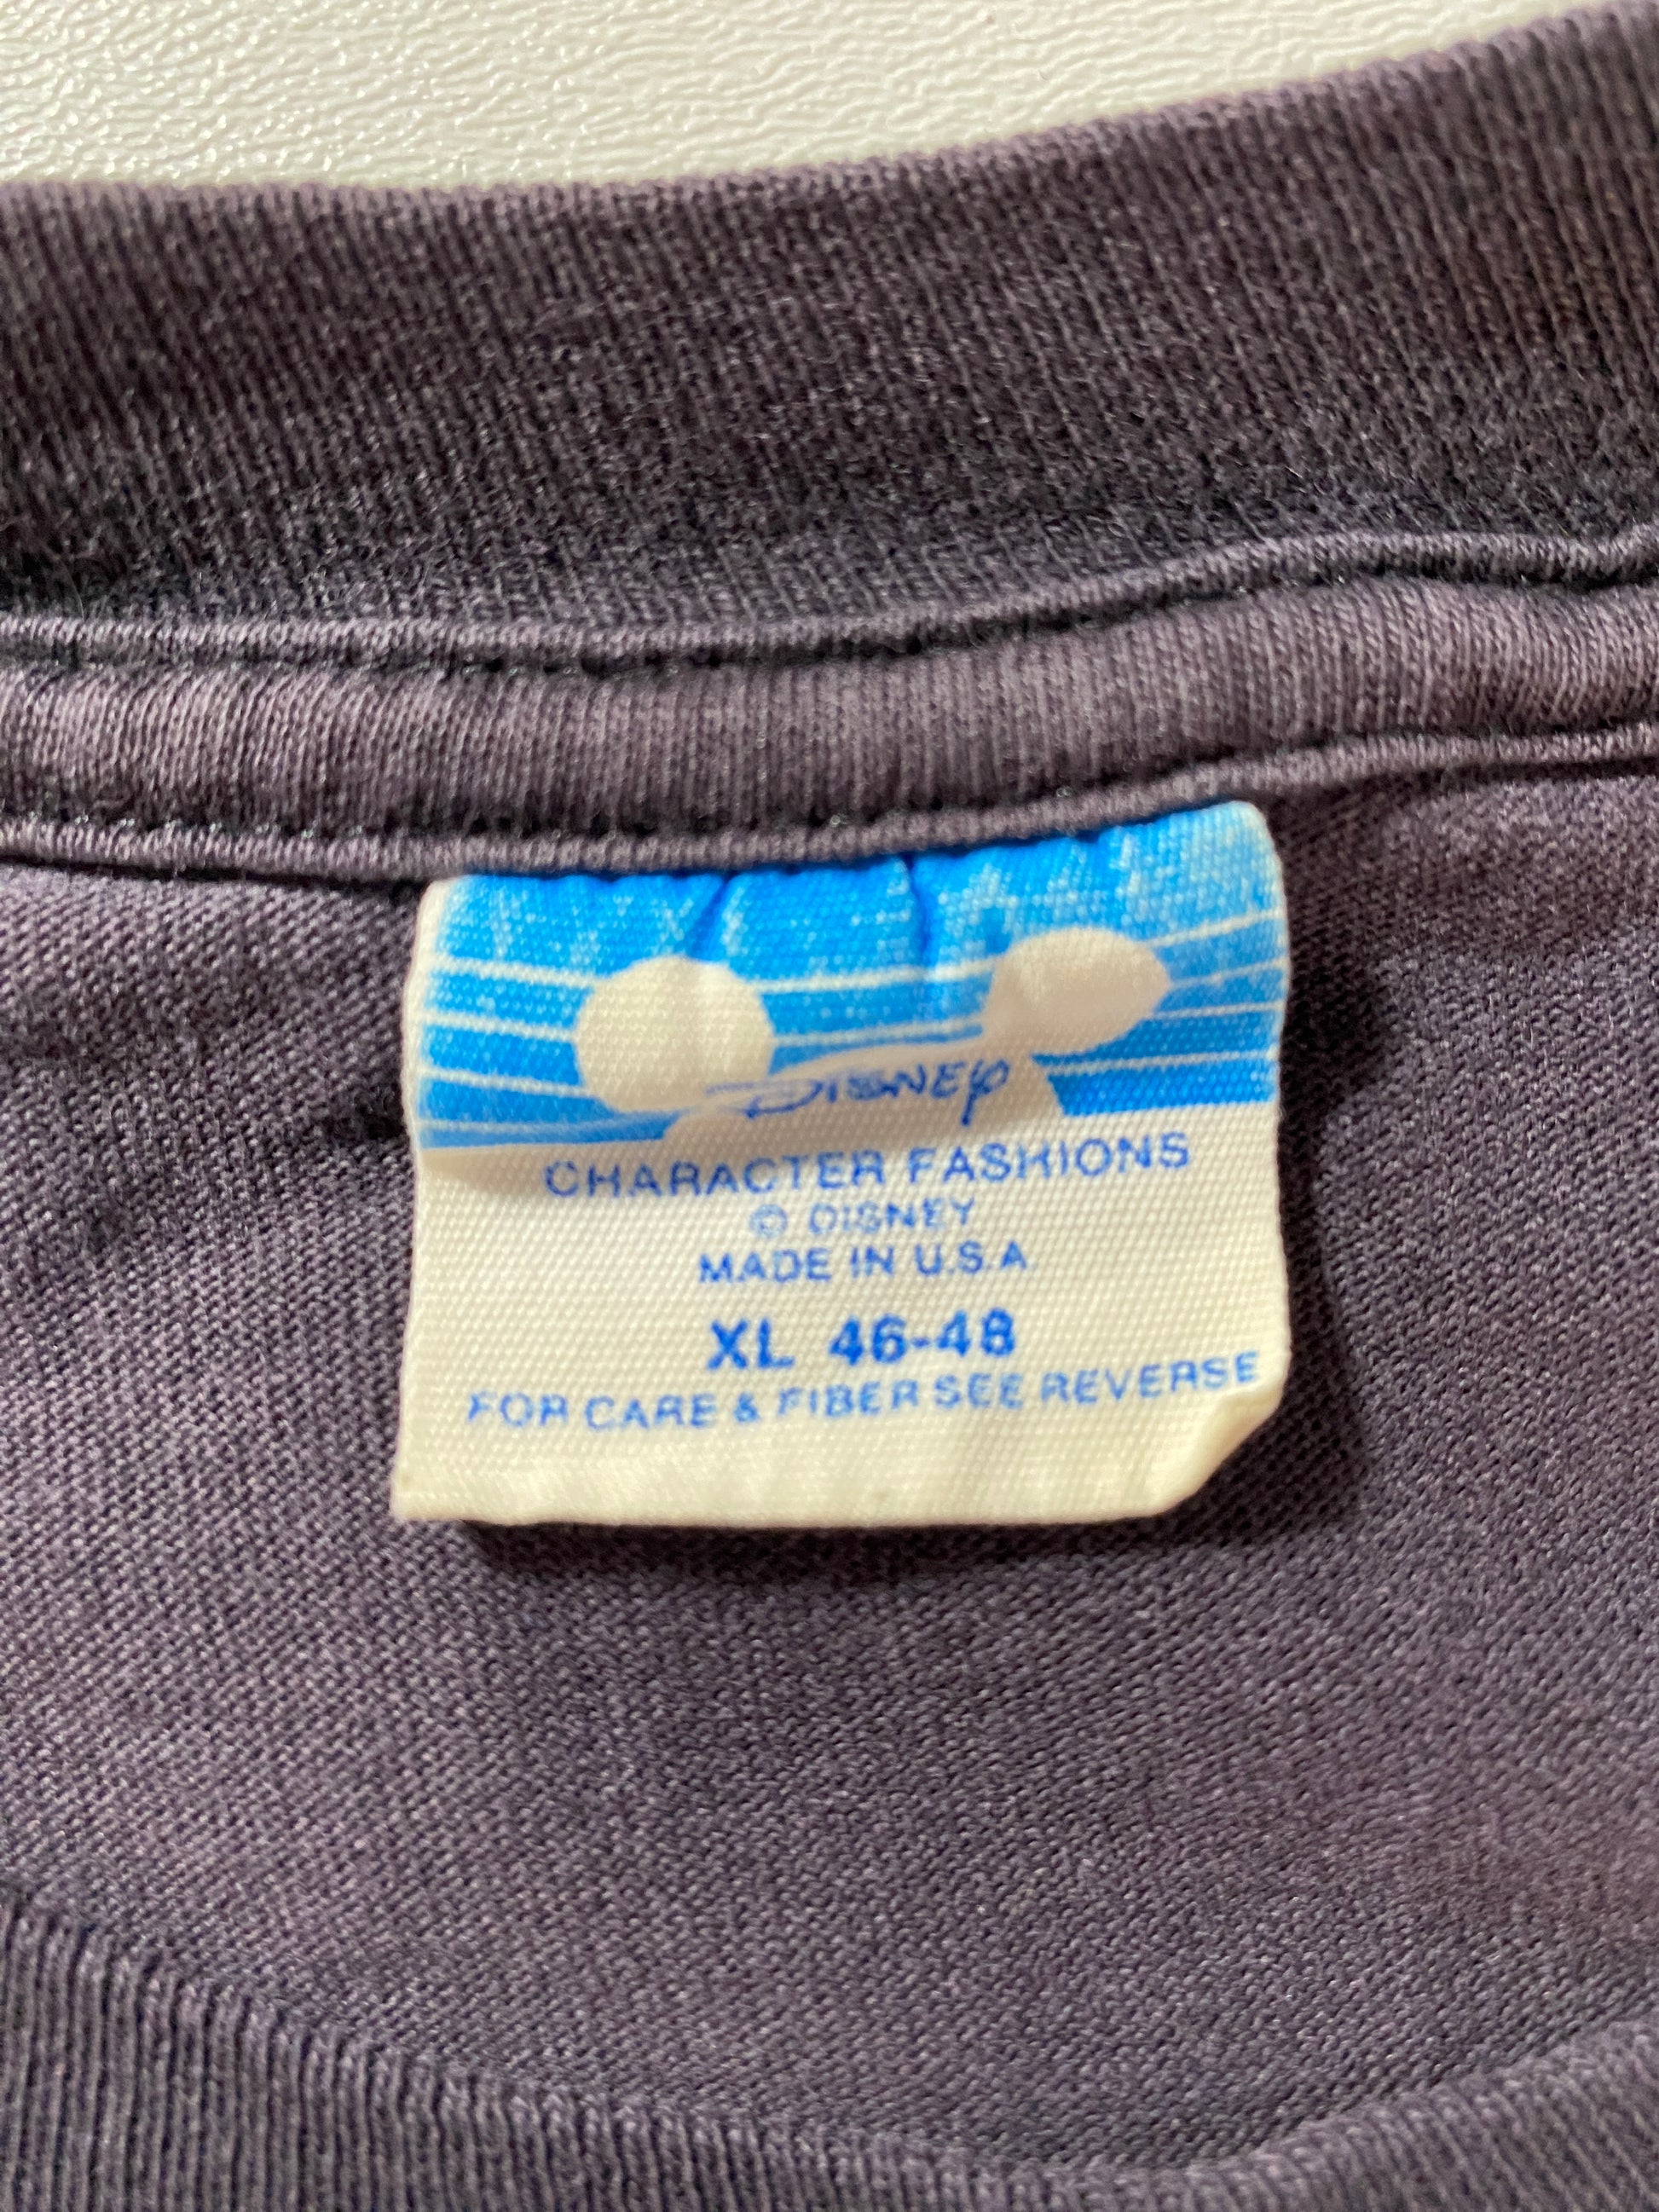 DISNEY
CHARACTER FASHIONS
© DISNEY
MADE IN U.S.A
XL 46-48
FOR CARE & FIBER SEE REVERSE